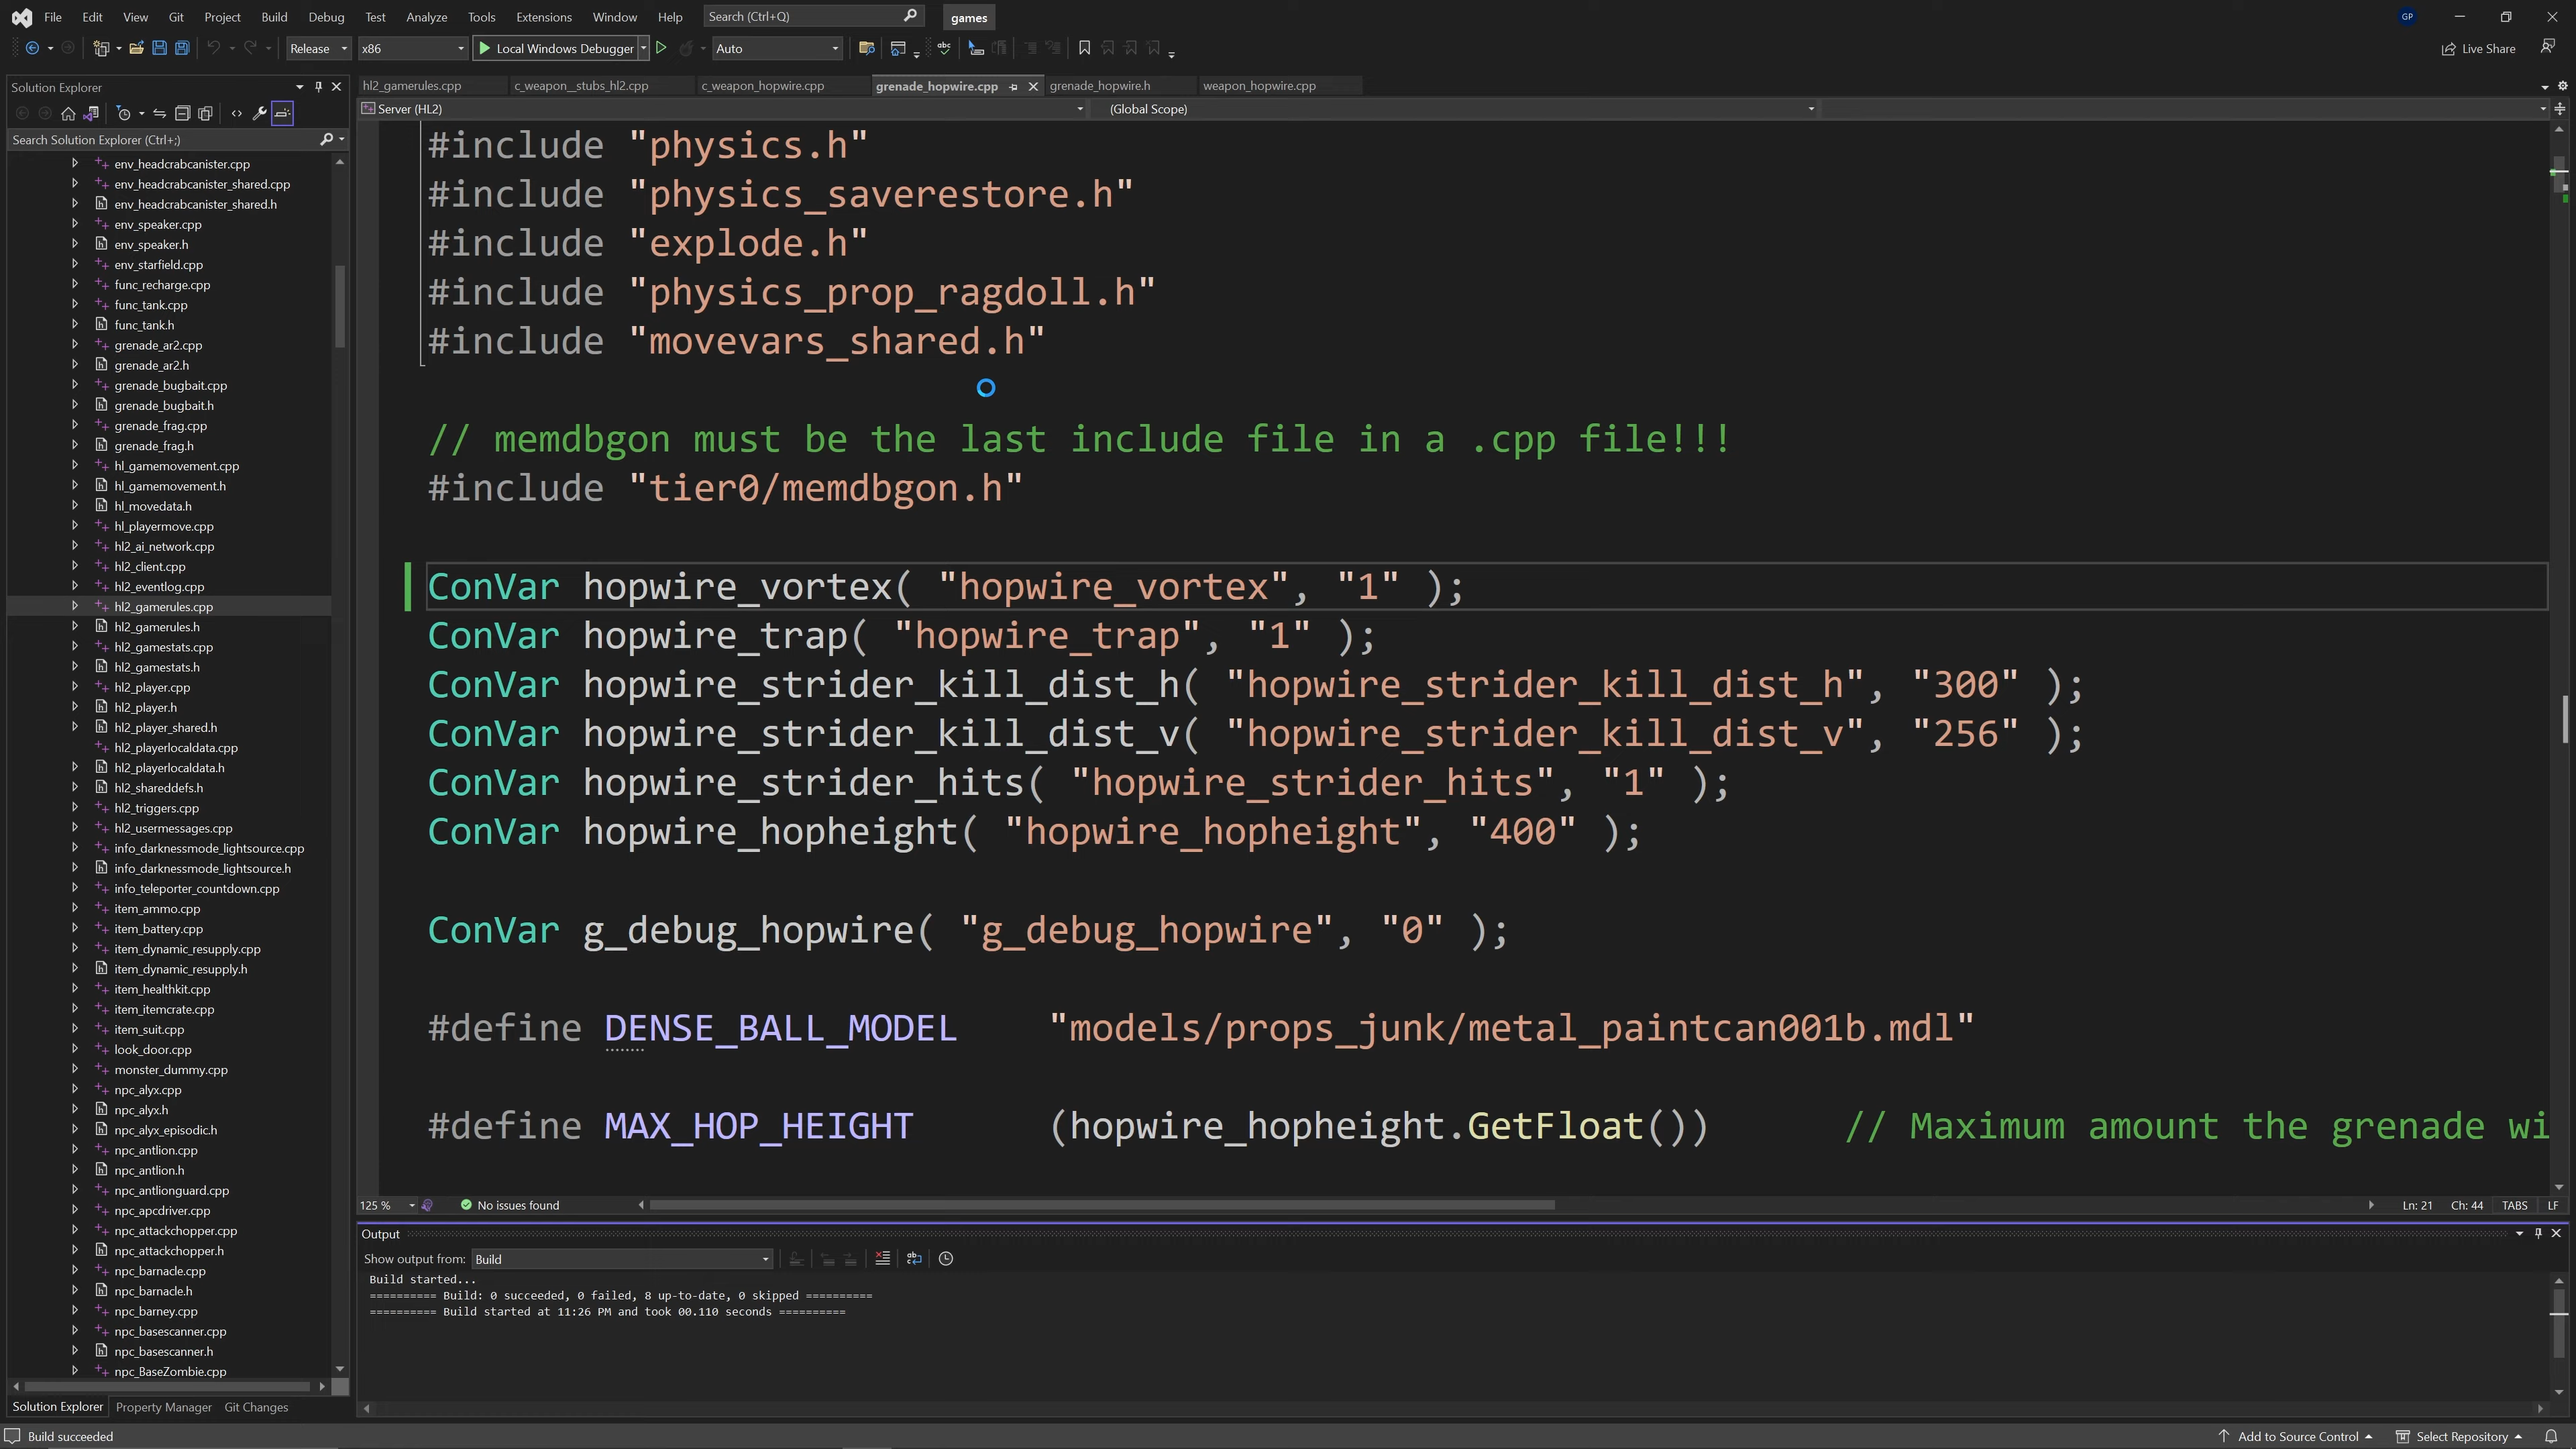 File Edit View Git Project Build Debug Test Analyze Tools Extensions Window Help Search (Ctrl+Q) games GP
Release x86 Local Windows Debugger Auto Live Share
Solution Explorer
Search Solution Explorer (Ctrl+;)
env_headcrabcanister.cpp
env_headcrabcanister_shared.cpp
env_headcrabcanister_shared.h
env_speaker.cpp
env_speaker.h
env_starfield.cpp
func_recharge.cpp
func_tank.cpp
func_tank.h
grenade_ar2.cpp
grenade_ar2.h
grenade_bugbait.cpp
grenade_bugbait.h
grenade_frag.cpp
grenade_frag.h
hl_gamemovement.cpp
hl_gamemovement.h
hl_movedata.h
hl_playermove.cpp
hl2_ai_network.cpp
hl2_client.cpp
hl2_eventlog.cpp
hl2_gamerules.cpp
hl2_gamerules.h
hl2_gamestats.cpp
hl2_gamestats.h
hl2_player.cpp
hl2_player.h
hl2_player_shared.h
hl2_playerlocaldata.cpp
hl2_playerlocaldata.h
hl2_shareddefs.h
hl2_triggers.cpp
hl2_usermessages.cpp
info_darknessmode_lightsource.cpp
info_darknessmode_lightsource.h
info_teleporter_countdown.cpp
item_ammo.cpp
item_battery.cpp
item_dynamic_resupply.cpp
item_dynamic_resupply.h
item_healthkit.cpp
item_itemcrate.cpp
item_suit.cpp
look_door.cpp
monster_dummy.cpp
npc_alyx.cpp
npc_alyx.h
npc_alyx_episodic.h
npc_antlion.cpp
npc_antlion.h
npc_antlionguard.cpp
npc_apcdriver.cpp
npc_attackchopper.cpp
npc_attackchopper.h
npc_barnacle.cpp
npc_barnacle.h
npc_barney.cpp
npc_basescanner.cpp
npc_basescanner.h
npc_BaseZombie.cpp
Solution Explorer Property Manager Git Changes
hl2_gamerules.cpp c_weapon__stubs_hl2.cpp c_weapon_hopwire.cpp grenade_hopwire.cpp grenade_hopwire.h weapon_hopwire.cpp
Server (HL2) (Global Scope)
#include "physics.h"
#include "physics_saverestore.h"
#include "explode.h"
#include "physics_prop_ragdoll.h"
#include "movevars_shared.h"
// memdbgon must be the last include file in a .cpp file!!!
#include "tier0/memdbgon.h"
ConVar hopwire_vortex( "hopwire_vortex", "1" );
ConVar hopwire_trap( "hopwire_trap", "1" );
ConVar hopwire_strider_kill_dist_h( "hopwire_strider_kill_dist_h", "300" );
ConVar hopwire_strider_kill_dist_v( "hopwire_strider_kill_dist_v", "256" );
ConVar hopwire_strider_hits( "hopwire_strider_hits", "1" );
ConVar hopwire_hopheight( "hopwire_hopheight", "400" );
ConVar g_debug_hopwire( "g_debug_hopwire", "0" );
#define DENSE_BALL_MODEL "models/props_junk/metal_paintcan001b.mdl"
#define MAX_HOP_HEIGHT (hopwire_hopheight.GetFloat()) // Maximum amount the grenade wi
125 % No issues found Ln: 21 Ch: 44 TABS LF
Output
Show output from: Build
Build started...
========== Build: 0 succeeded, 0 failed, 8 up-to-date, 0 skipped ==========
========== Build started at 11:26 PM and took 00.110 seconds ==========
Build succeeded Add to Source Control Select Repository